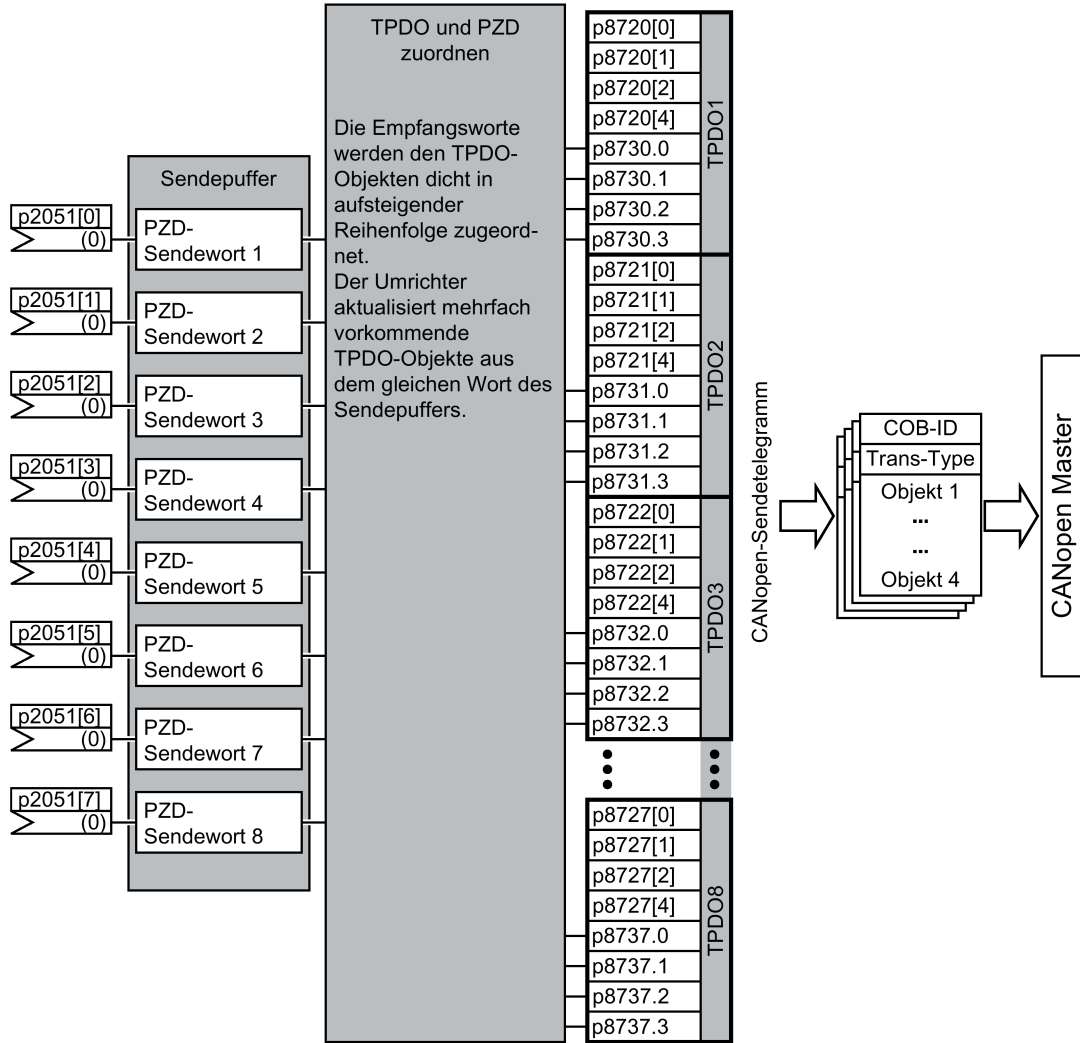 p2051[0]
(0)
p2051[1]
(0)
p2051[2]
(0)
p2051[3]
(0)
p2051[4]
(0)
p2051[5]
(0)
p2051[6]
(0)
p2051[7]
(0)
Sendepuffer
PZD-
Sendewort 1
PZD-
Sendewort 2
PZD-
Sendewort 3
PZD-
Sendewort 4
PZD-
Sendewort 5
PZD-
Sendewort 6
PZD-
Sendewort 7
PZD-
Sendewort 8
TPDO und PZD
zuordnen
Die Empfangsworte
werden den TPDO-
Objekten dicht in
aufsteigender
Reihenfolge zugeord-
net.
Der Umrichter
aktualisiert mehrfach
vorkommende
TPDO-Objekte aus
dem gleichen Wort des
Sendepuffers.
p8720[0]
p8720[1]
p8720[2]
p8720[4]
p8730.0
p8730.1
p8730.2
p8730.3
TPDO1
p8721[0]
p8721[1]
p8721[2]
p8721[4]
p8731.0
p8731.1
p8731.2
p8731.3
TPDO2
p8722[0]
p8722[1]
p8722[2]
p8722[4]
p8732.0
p8732.1
p8732.2
p8732.3
TPDO3
p8727[0]
p8727[1]
p8727[2]
p8727[4]
p8737.0
p8737.1
p8737.2
p8737.3
TPDO8
CANopen-Sendetelegramm
COB-ID
Trans-Type
Objekt 1
...
...
Objekt 4
CANopen Master